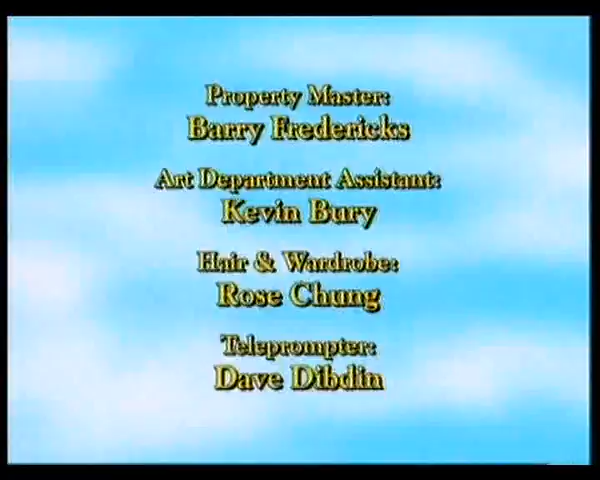 Property Master:
Barry Fredericks
Art Department Assistant:
Kevin Bury
Hair & Wardrobe:
Rose Chung
Teleprompter:
Dave Dibdin